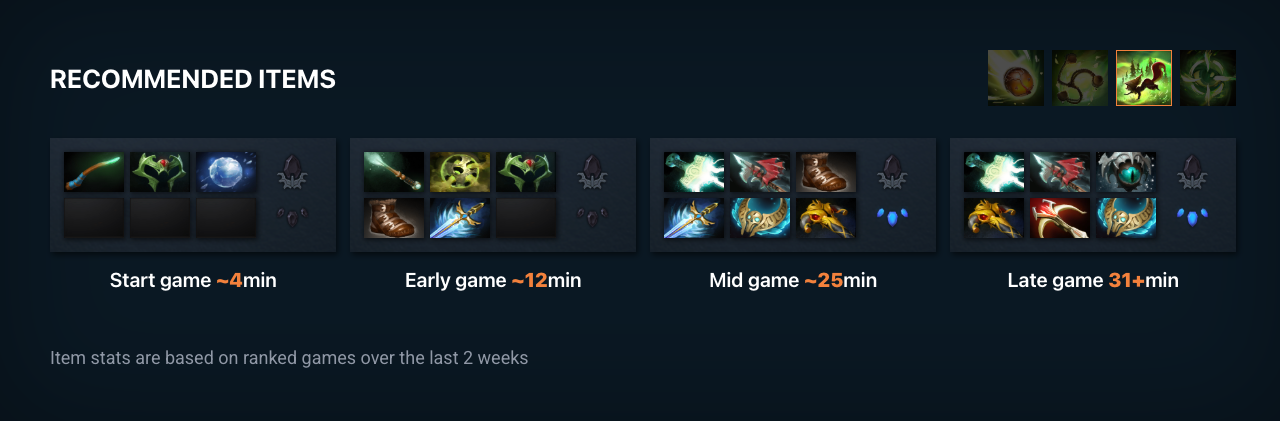 RECOMMENDED ITEMS
Start game ~4min
Early game ~12min
Mid game ~25min
Late game 31+min
Item stats are based on ranked games over the last 2 weeks